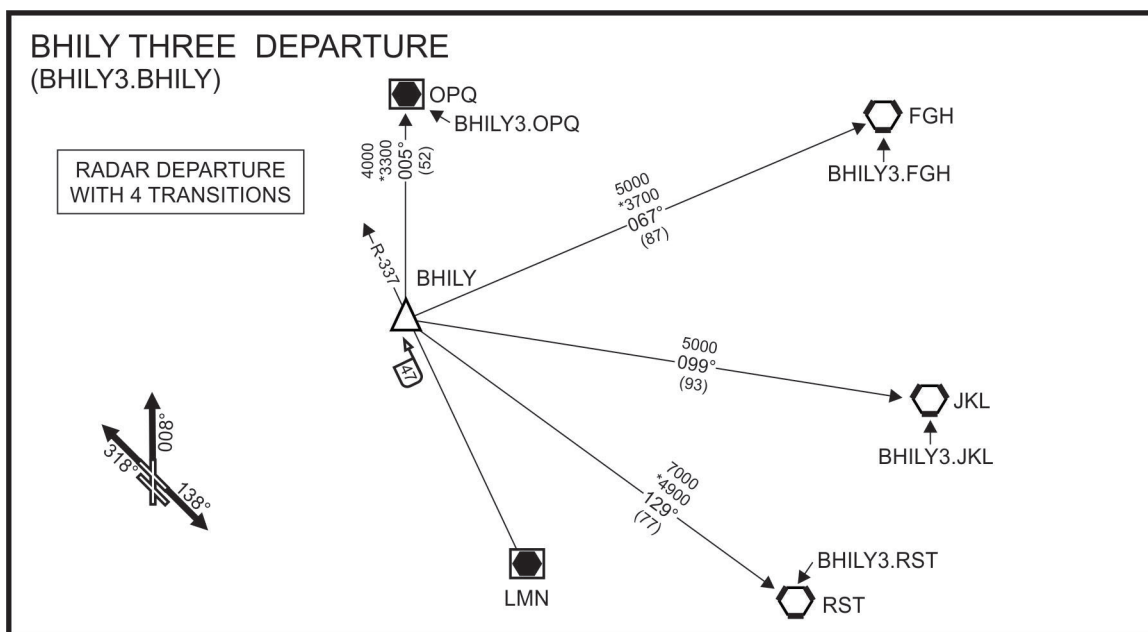 BHILY THREE DEPARTURE
(BHILY3.BHILY)
RADAR DEPARTURE
WITH 4 TRANSITIONS
OPQ
BHILY3.OPQ
4000
*3300
005°
(52)
FGH
BHILY3.FGH
5000
*3700
067°
(87)
R-337
BHILY
47
5000
099°
(93)
JKL
BHILY3.JKL
7000
*4900
129°
(77)
BHILY3.RST
RST
LMN
008°
318°
138°